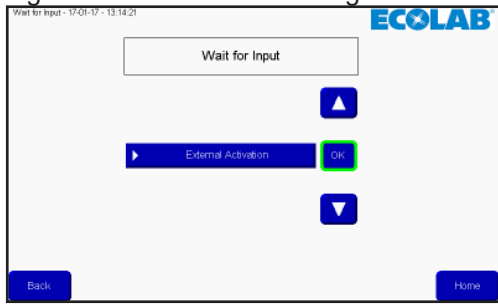 Wait for Input - 17-01-17 - 13:14:21
ECOLAB
Wait for Input
External Activation
OK
Back
Home